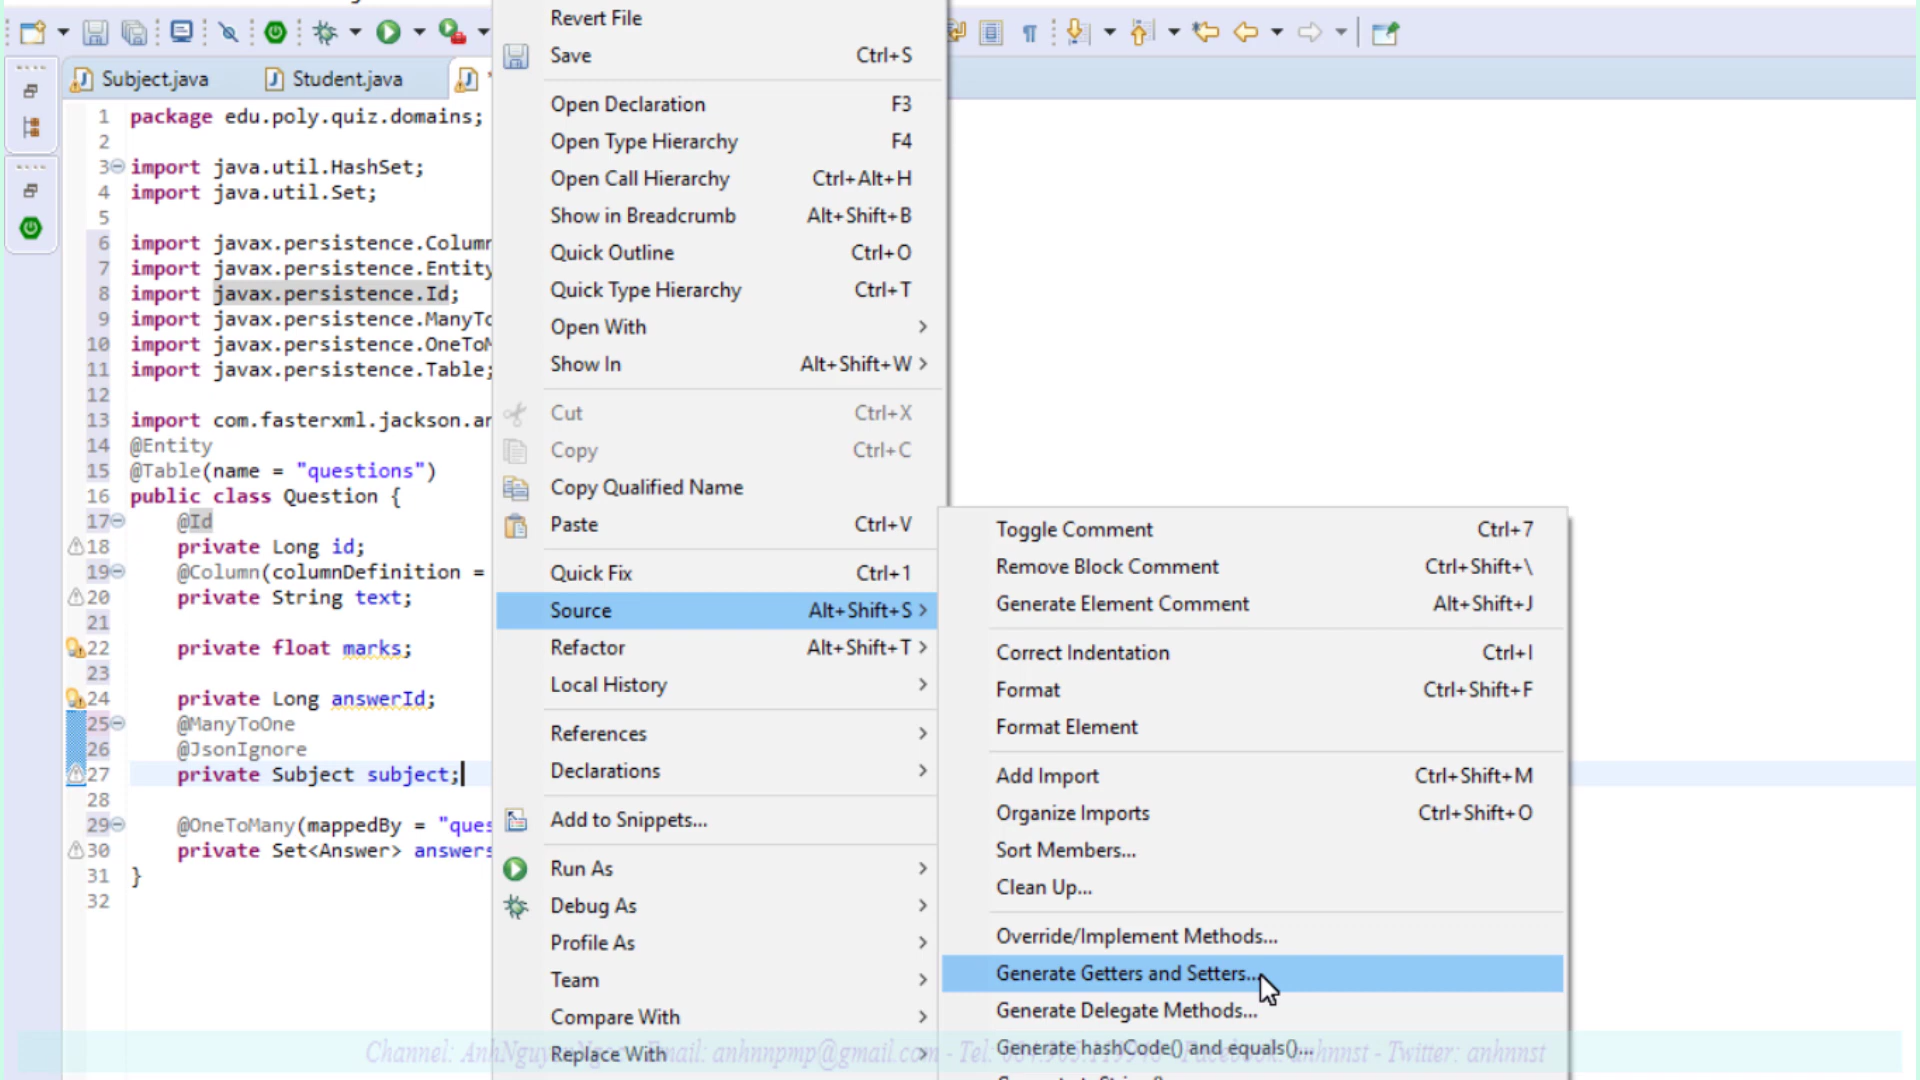 Subject.java
Student.java
1 package edu.poly.quiz.domains;
2
3 import java.util.HashSet;
4 import java.util.Set;
5
6 import javax.persistence.Column
7 import javax.persistence.Entity
8 import javax.persistence.Id;
9 import javax.persistence.ManyTo
10 import javax.persistence.OneToM
11 import javax.persistence.Table;
12
13 import com.fasterxml.jackson.an
14 @Entity
15 @Table(name = "questions")
16 public class Question {
17 @Id
18 private Long id;
19 @Column(columnDefinition =
20 private String text;
21
22 private float marks;
23
24 private Long answerId;
25 @ManyToOne
26 @JsonIgnore
27 private Subject subject;
28
29 @OneToMany(mappedBy = "ques
30 private Set<Answer> answers
31 }
32
Revert File
Save Ctrl+S
Open Declaration F3
Open Type Hierarchy F4
Open Call Hierarchy Ctrl+Alt+H
Show in Breadcrumb Alt+Shift+B
Quick Outline Ctrl+O
Quick Type Hierarchy Ctrl+T
Open With
Show In Alt+Shift+W
Cut Ctrl+X
Copy Ctrl+C
Copy Qualified Name
Paste Ctrl+V
Quick Fix Ctrl+1
Source Alt+Shift+S
Refactor Alt+Shift+T
Local History
References
Declarations
Add to Snippets...
Run As
Debug As
Profile As
Team
Compare With
Replace With
Toggle Comment Ctrl+7
Remove Block Comment Ctrl+Shift+\
Generate Element Comment Alt+Shift+J
Correct Indentation Ctrl+I
Format Ctrl+Shift+F
Format Element
Add Import Ctrl+Shift+M
Organize Imports Ctrl+Shift+O
Sort Members...
Clean Up...
Override/Implement Methods...
Generate Getters and Setters...
Generate Delegate Methods...
Generate hashCode() and equals()...
Channel: anhnnpmp@gmail.com - Tel: anhnnst - Twitter: anhnnst